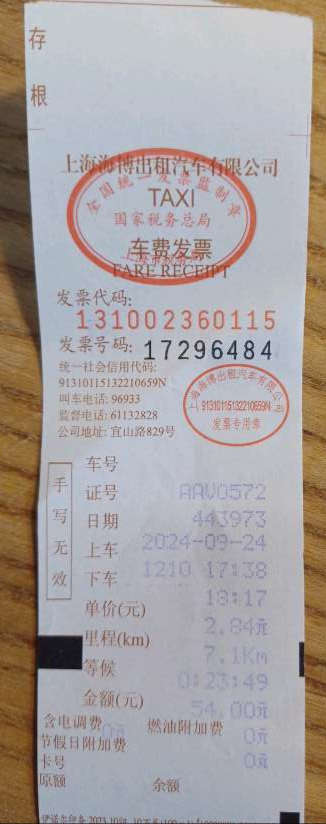 存
根
上海海博出租汽车有限公司
全国统一发票监制章
TAXI
国家税务总局
车费发票
FARE RECEIPT
发票代码:
131002360115
发票号码: 17296484
统一社会信用代码:
91310115132210659N
叫车电话: 96933
监督电话: 61132828
公司地址: 宜山路829号
上海海博出租汽车有限公司
91310115132210659N
发票专用章
手写无效
车号
证号 AAV0572
日期 443973
上车 2024-09-24
下车 1210 17:38
单价(元) 18:17
里程(km) 2.84元
等候 7.1Km
金额(元) 0:23:49
54.00元
含电调费 燃油附加费
0元 0元
节假日附加费
卡号 0元
原额 余额